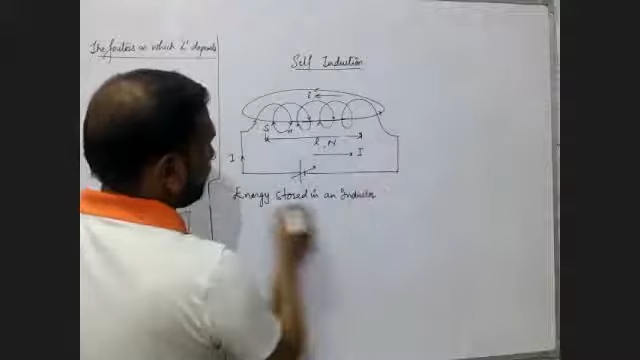 The factors on which 'L' depends
Self Induction
i
S
n
l, N
I
I
Energy stored in an Inductor